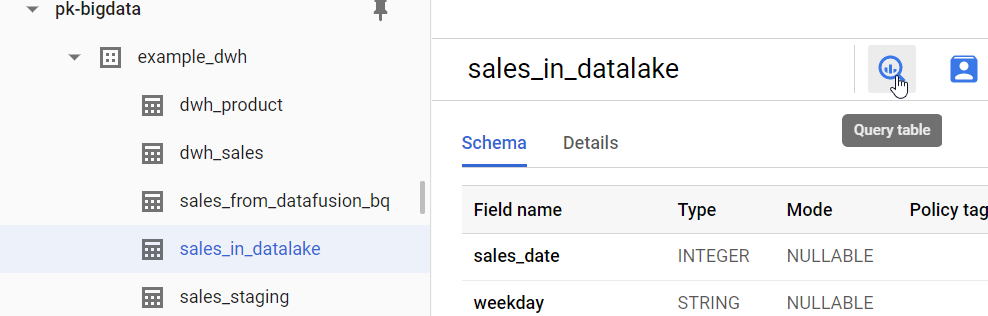 pk-bigdata
example_dwh
dwh_product
dwh_sales
sales_from_datafusion_bq
sales_in_datalake
sales_staging
sales_in_datalake
Query table
Schema Details
Field name Type Mode Policy tag
sales_date INTEGER NULLABLE
weekday STRING NULLABLE